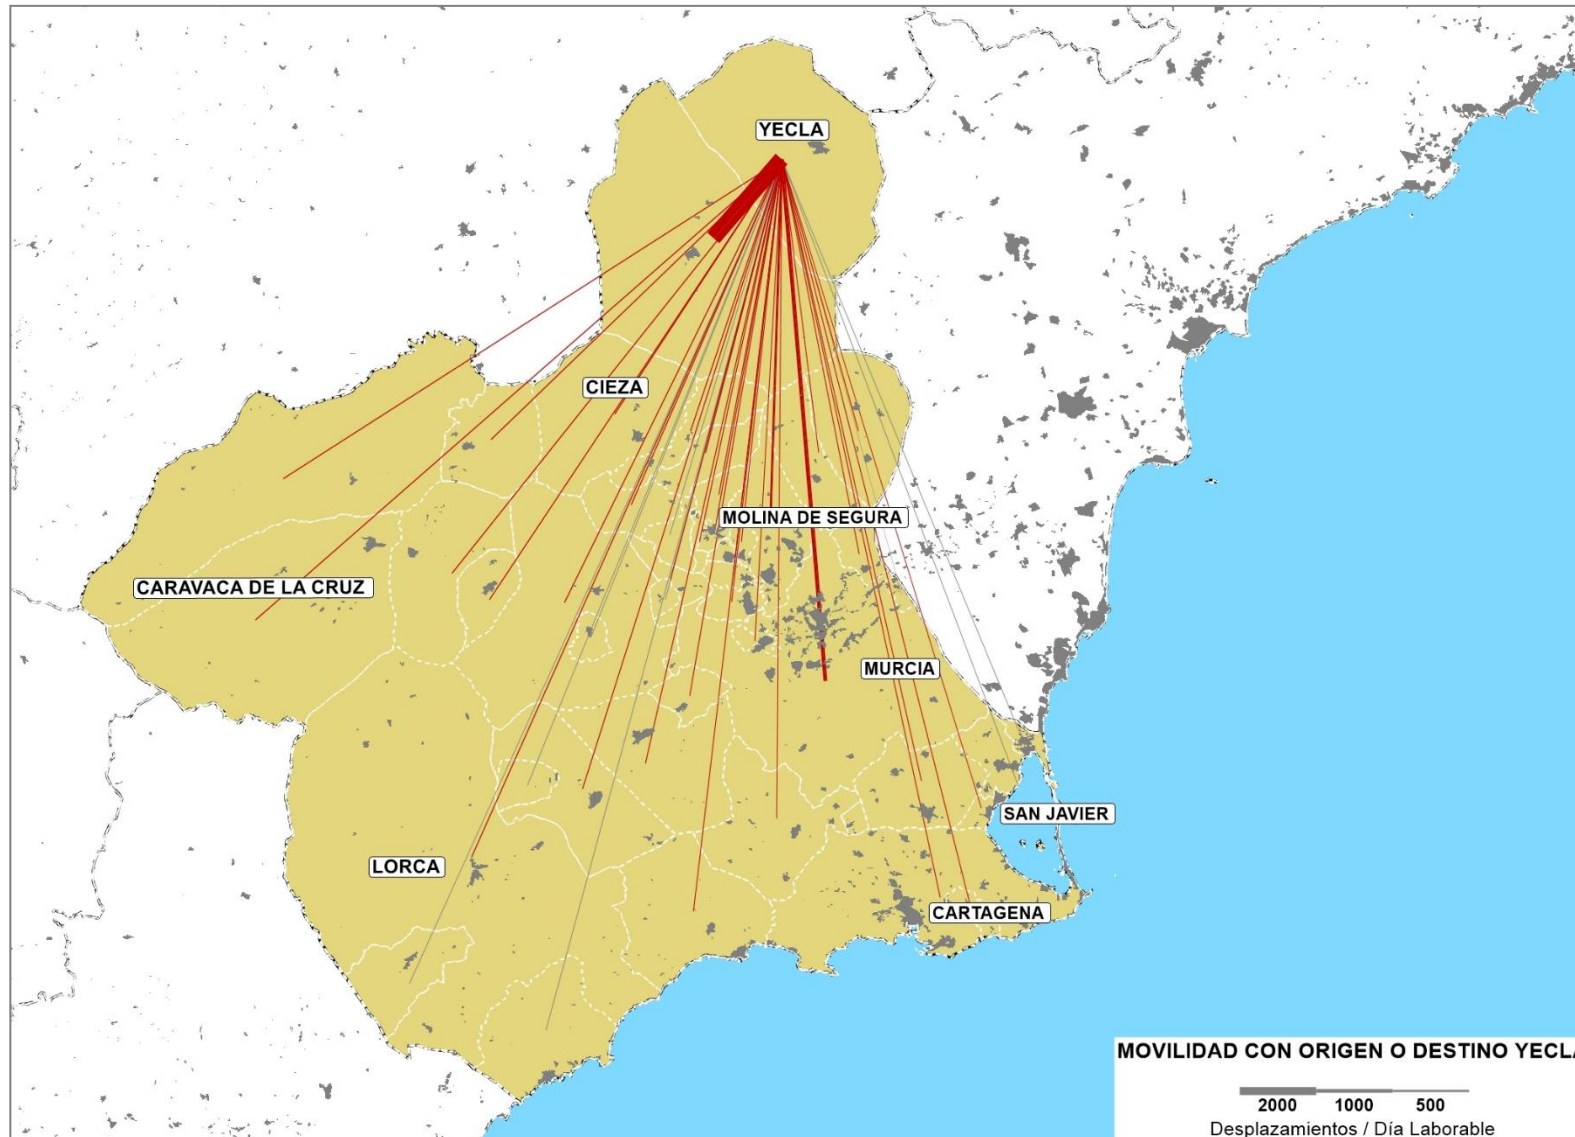 YECLA
CIEZA
MOLINA DE SEGURA
CARAVACA DE LA CRUZ
MURCIA
SAN JAVIER
LORCA
CARTAGENA
MOVILIDAD CON ORIGEN O DESTINO YECLA
2000 1000 500
Desplazamientos / Día Laborable